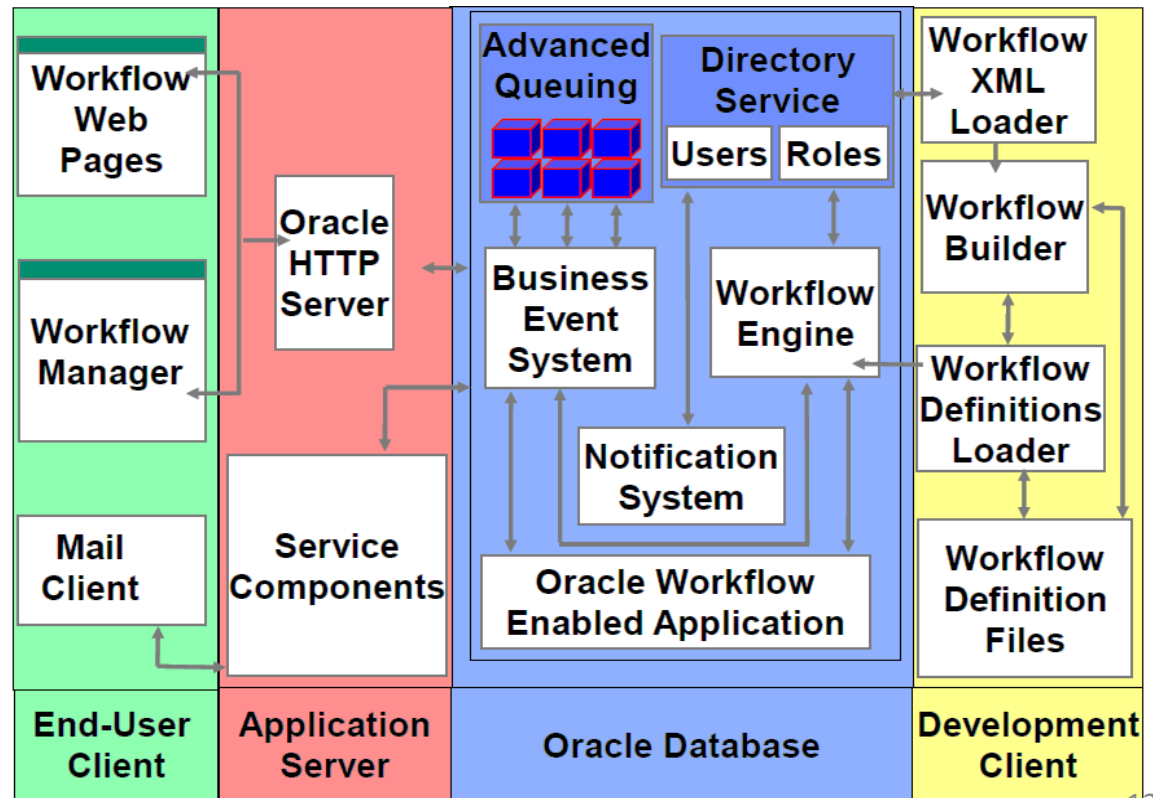 Workflow
Web
Pages
Workflow
Manager
Mail
Client
End-User
Client
Oracle
HTTP
Server
Service
Components
Application
Server
Advanced
Queuing
Directory
Service
Users
Roles
Business
Event
System
Workflow
Engine
Notification
System
Oracle Workflow
Enabled Application
Oracle Database
Workflow
XML
Loader
Workflow
Builder
Workflow
Definitions
Loader
Workflow
Definition
Files
Development
Client